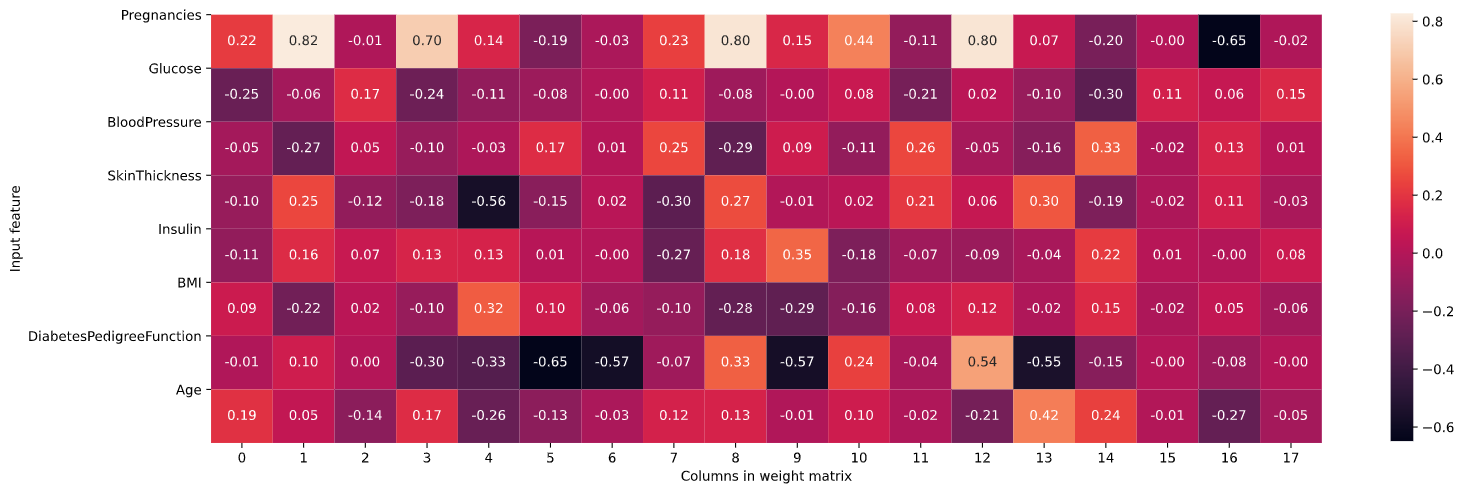 Pregnancies
0.22 0.82 -0.01 0.70 0.14 -0.19 -0.03 0.23 0.80 0.15 0.44 -0.11 0.80 0.07 -0.20 -0.00 -0.65 -0.02
Glucose
-0.25 -0.06 0.17 -0.24 -0.11 -0.08 -0.00 0.11 -0.08 -0.00 0.08 -0.21 0.02 -0.10 -0.30 0.11 0.06 0.15
BloodPressure
-0.05 -0.27 0.05 -0.10 -0.03 0.17 0.01 0.25 -0.29 0.09 -0.11 0.26 -0.05 -0.16 0.33 -0.02 0.13 0.01
SkinThickness
-0.10 0.25 -0.12 -0.18 -0.56 -0.15 0.02 -0.30 0.27 -0.01 0.02 0.21 0.06 0.30 -0.19 -0.02 0.11 -0.03
Insulin
-0.11 0.16 0.07 0.13 0.13 0.01 -0.00 -0.27 0.18 0.35 -0.18 -0.07 -0.09 -0.04 0.22 0.01 -0.00 0.08
BMI
0.09 -0.22 0.02 -0.10 0.32 0.10 -0.06 -0.10 -0.28 -0.29 -0.16 0.08 0.12 -0.02 0.15 -0.02 0.05 -0.06
DiabetesPedigreeFunction
-0.01 0.10 0.00 -0.30 -0.33 -0.65 -0.57 -0.07 0.33 -0.57 0.24 -0.04 0.54 -0.55 -0.15 -0.00 -0.08 -0.00
Age
0.19 0.05 -0.14 0.17 -0.26 -0.13 -0.03 0.12 0.13 -0.01 0.10 -0.02 -0.21 0.42 0.24 -0.01 -0.27 -0.05
0 1 2 3 4 5 6 7 8 9 10 11 12 13 14 15 16 17
Columns in weight matrix
Input feature
0.8
0.6
0.4
0.2
0.0
−0.2
−0.4
−0.6